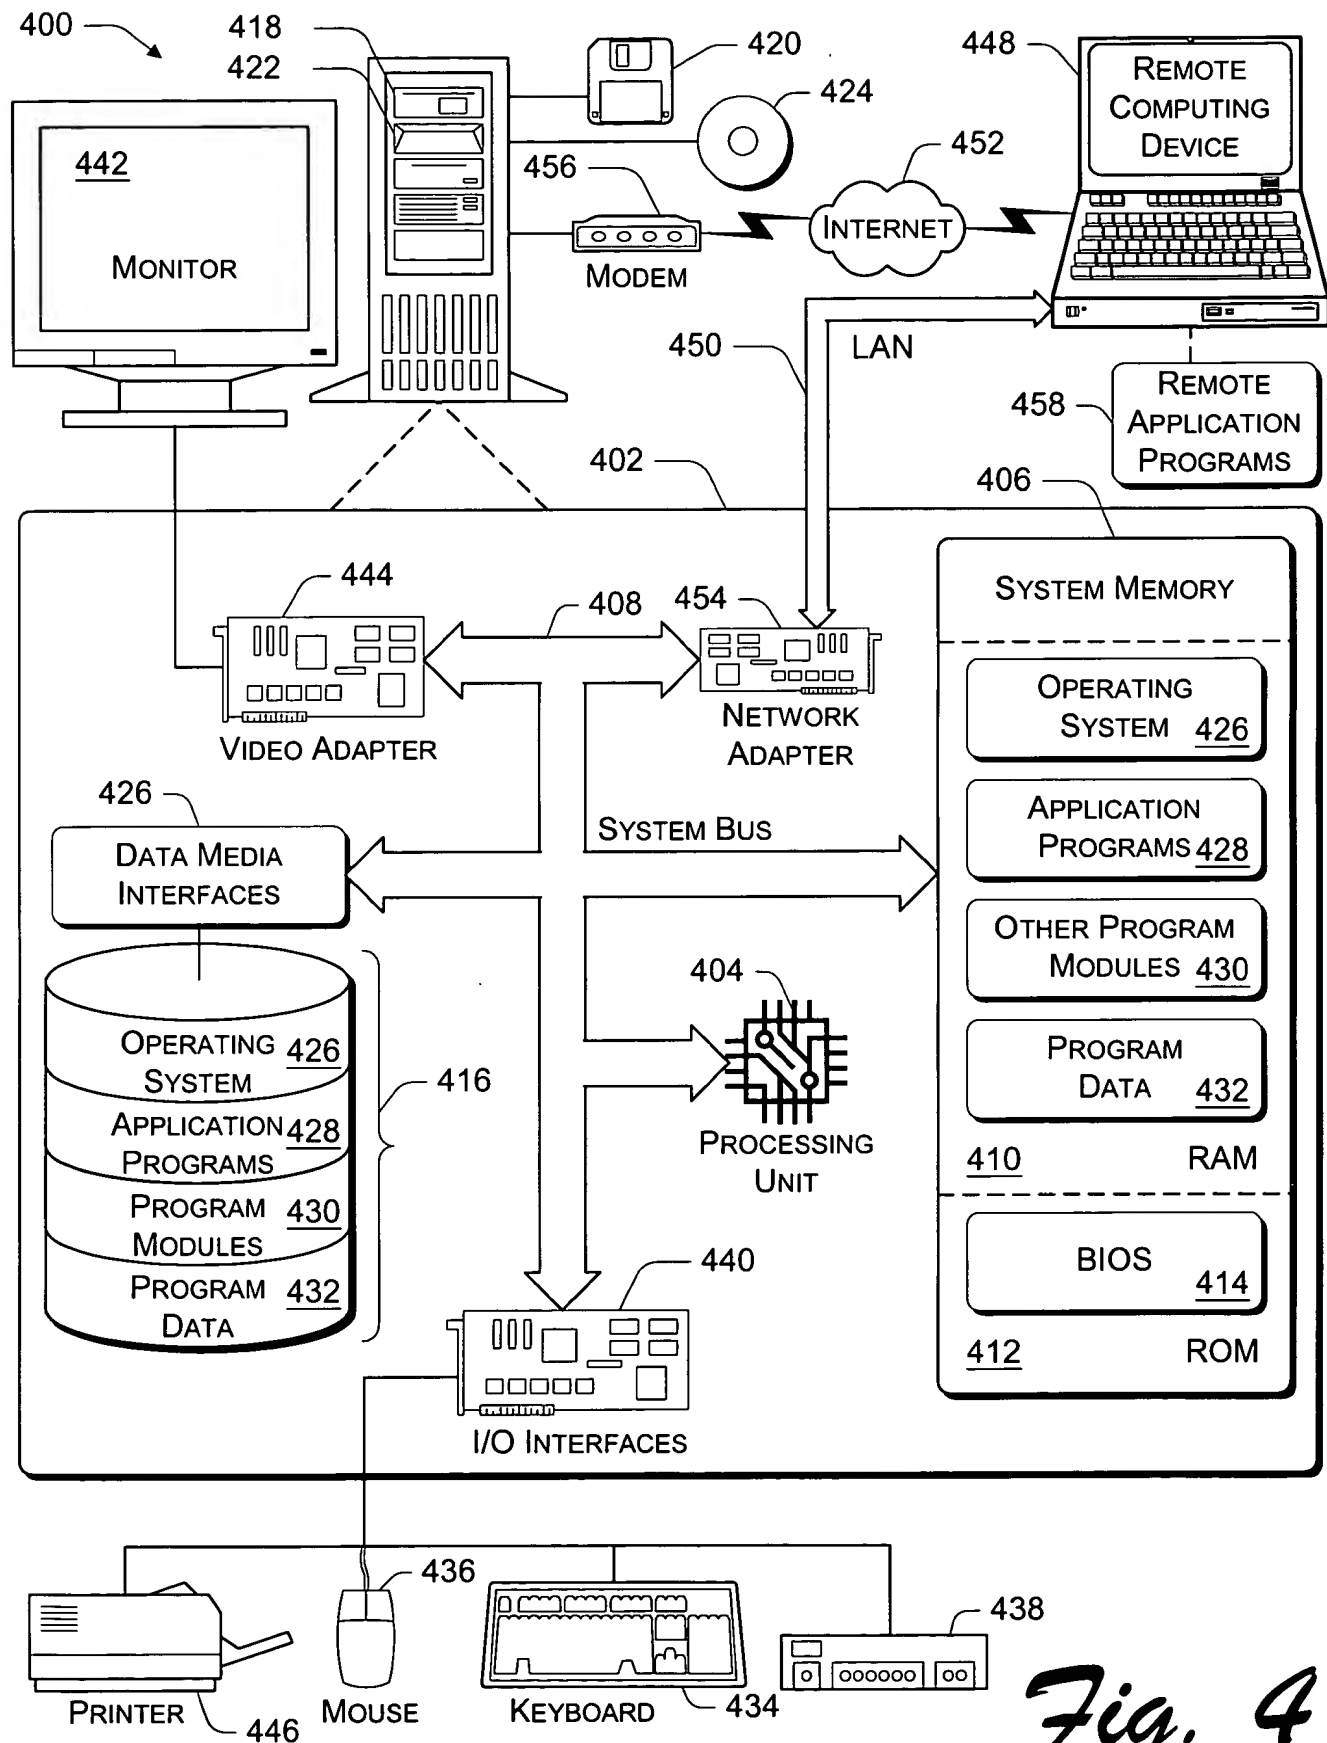 400
418
420
448
422
424
REMOTE
COMPUTING
DEVICE
442
456
452
INTERNET
MONITOR
MODEM
450
LAN
458
REMOTE
APPLICATION
PROGRAMS
402
406
444
408
454
SYSTEM MEMORY
VIDEO ADAPTER
NETWORK
ADAPTER
OPERATING
SYSTEM 426
426
SYSTEM BUS
APPLICATION
PROGRAMS 428
DATA MEDIA
INTERFACES
OTHER PROGRAM
MODULES 430
404
OPERATING
SYSTEM 426
416
PROGRAM
DATA 432
APPLICATION
PROGRAMS 428
PROCESSING
UNIT
410 RAM
PROGRAM
MODULES 430
440
BIOS
414
PROGRAM
DATA 432
412 ROM
I/O INTERFACES
436
438
PRINTER
446
MOUSE
KEYBOARD
434
Fig. 4